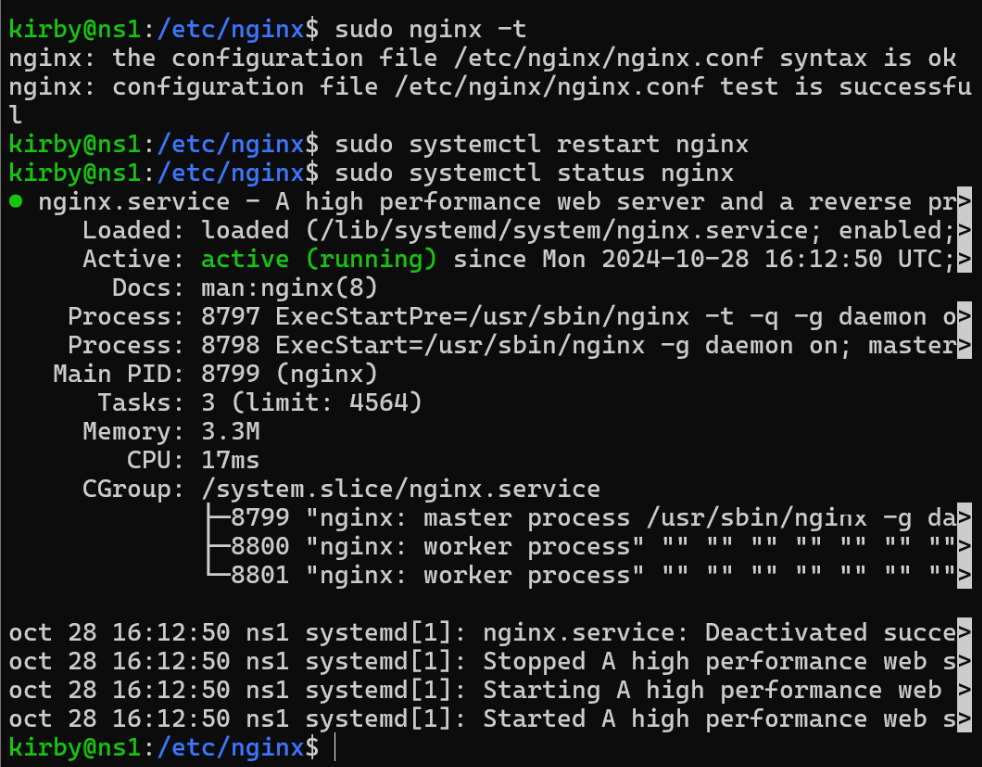 kirby@ns1:/etc/nginx$ sudo nginx -t
nginx: the configuration file /etc/nginx/nginx.conf syntax is ok
nginx: configuration file /etc/nginx/nginx.conf test is successfu
l
kirby@ns1:/etc/nginx$ sudo systemctl restart nginx
kirby@ns1:/etc/nginx$ sudo systemctl status nginx
● nginx.service - A high performance web server and a reverse pr>
     Loaded: loaded (/lib/systemd/system/nginx.service; enabled;>
     Active: active (running) since Mon 2024-10-28 16:12:50 UTC;>
       Docs: man:nginx(8)
    Process: 8797 ExecStartPre=/usr/sbin/nginx -t -q -g daemon o>
    Process: 8798 ExecStart=/usr/sbin/nginx -g daemon on; master>
   Main PID: 8799 (nginx)
      Tasks: 3 (limit: 4564)
     Memory: 3.3M
        CPU: 17ms
     CGroup: /system.slice/nginx.service
             ├─8799 "nginx: master process /usr/sbin/nginx -g da>
             ├─8800 "nginx: worker process" "" "" "" "" "" "" "">
             └─8801 "nginx: worker process" "" "" "" "" "" "" "">

oct 28 16:12:50 ns1 systemd[1]: nginx.service: Deactivated succe>
oct 28 16:12:50 ns1 systemd[1]: Stopped A high performance web s>
oct 28 16:12:50 ns1 systemd[1]: Starting A high performance web >
oct 28 16:12:50 ns1 systemd[1]: Started A high performance web s>
kirby@ns1:/etc/nginx$